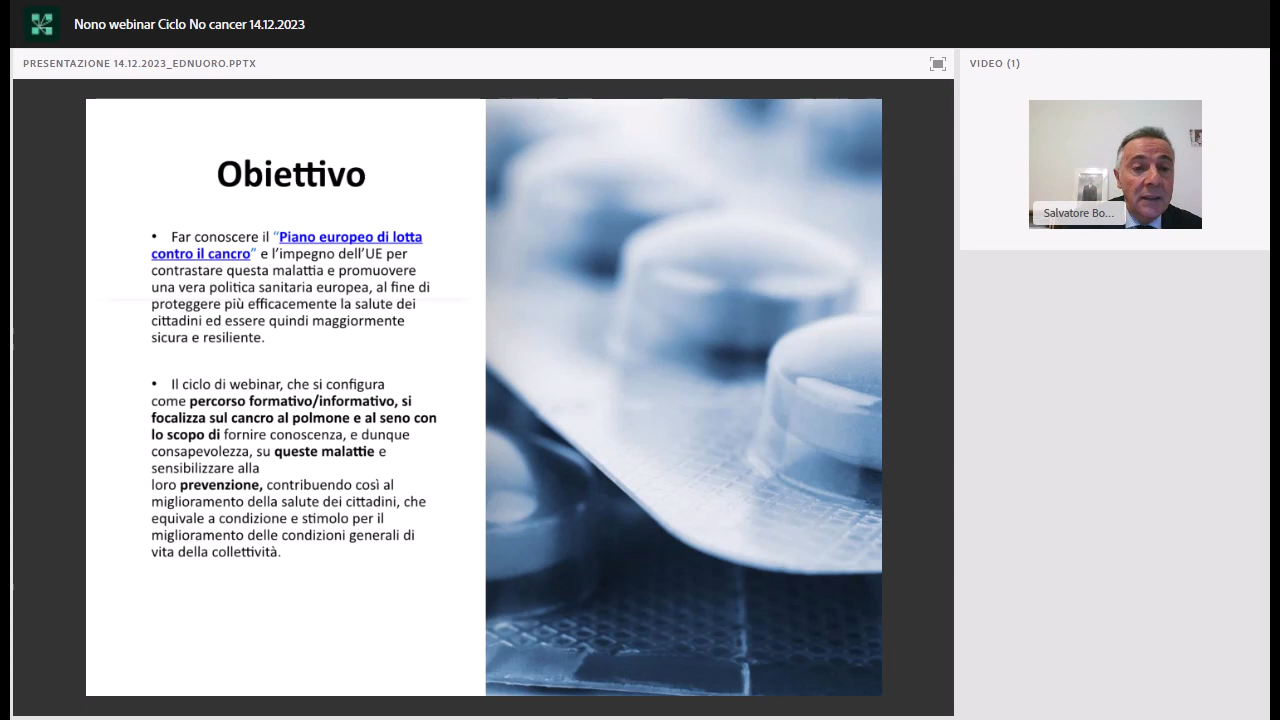 Nono webinar Ciclo No cancer 14.12.2023
PRESENTAZIONE 14.12.2023_EDNUORO.PPTX
VIDEO (1)
Obiettivo
• Far conoscere il "Piano europeo di lotta
contro il cancro" e l'impegno dell'UE per
contrastare questa malattia e promuovere
una vera politica sanitaria europea, al fine di
proteggere più efficacemente la salute dei
cittadini ed essere quindi maggiormente
sicura e resiliente.
• Il ciclo di webinar, che si configura
come percorso formativo/informativo, si
focalizza sul cancro al polmone e al seno con
lo scopo di fornire conoscenza, e dunque
consapevolezza, su queste malattie e
sensibilizzare alla
loro prevenzione, contribuendo così al
miglioramento della salute dei cittadini, che
equivale a condizione e stimolo per il
miglioramento delle condizioni generali di
vita della collettività.
Salvatore Bo...